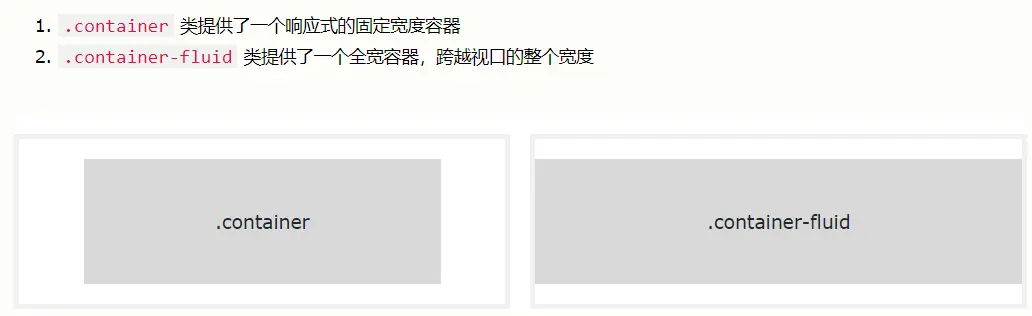 1. .container 类提供了一个响应式的固定宽度容器
2. .container-fluid 类提供了一个全宽容器，跨越视口的整个宽度
.container
.container-fluid